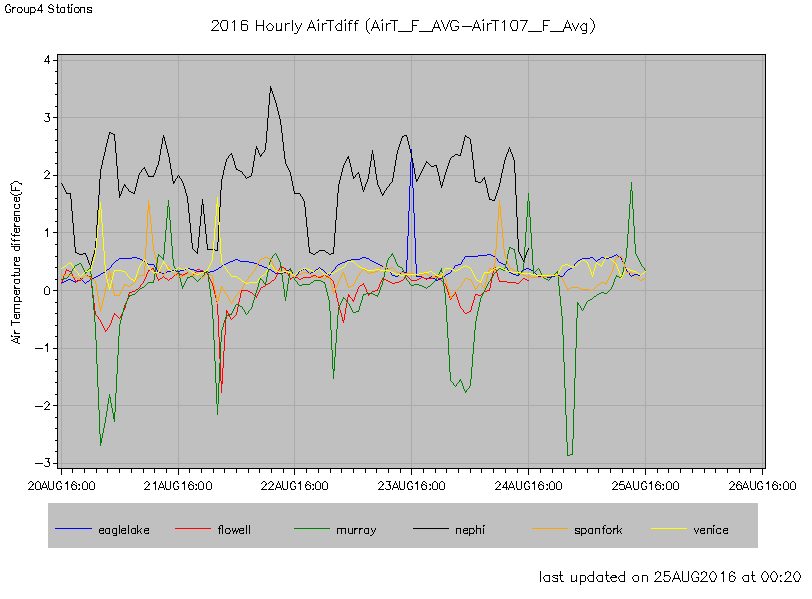 Group4 Stations
2016 Hourly AirTdiff (AirT_F_AVG-AirT107_F_Avg)
Air Temperature difference(F)
4
3
2
1
0
-1
-2
-3
20AUG16:00 21AUG16:00 22AUG16:00 23AUG16:00 24AUG16:00 25AUG16:00 26AUG16:00
eaglelake flowell murray nephi spanfork venice
last updated on 25AUG2016 at 00:20